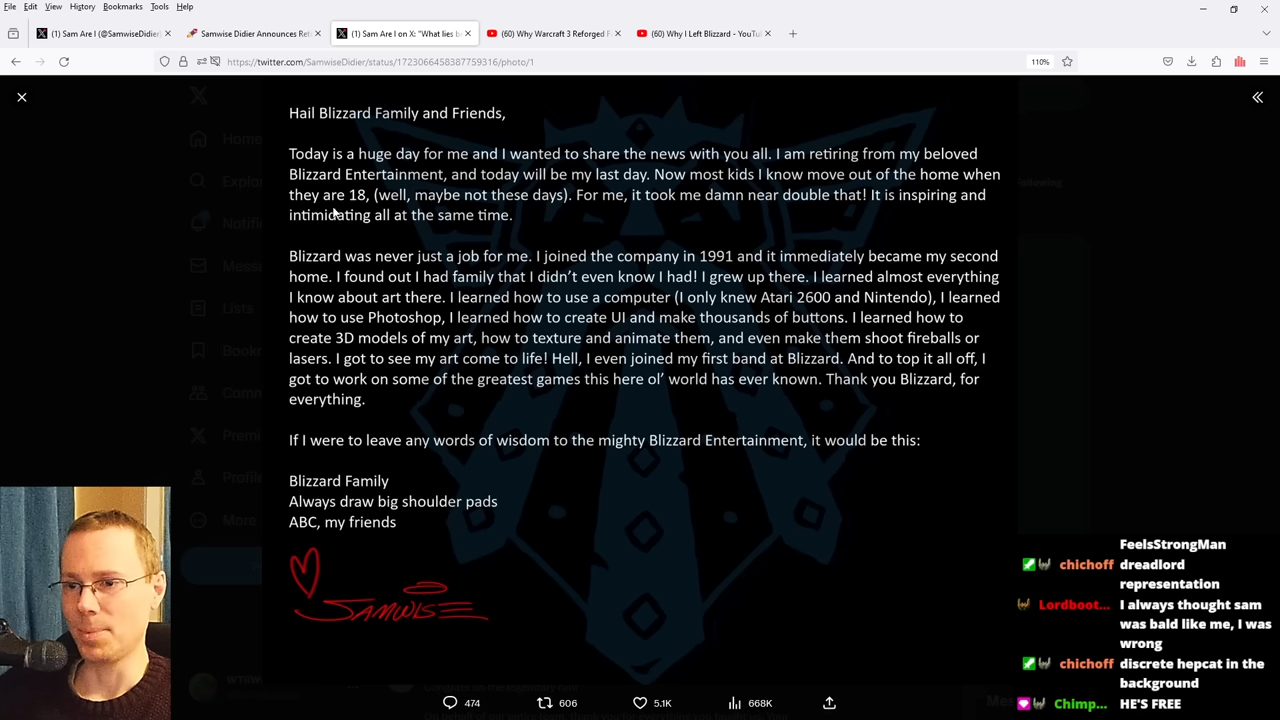 File Edit View History Bookmarks Tools Help
(1) Sam Are I (@SamwiseDidier
Samwise Didier Announces Reti
(1) Sam Are I on X: "What lies b
(60) Why Warcraft 3 Reforged F
(60) Why I Left Blizzard - YouTu
https://twitter.com/SamwiseDidier/status/1723066458387759316/photo/1
110%
Hail Blizzard Family and Friends,
Today is a huge day for me and I wanted to share the news with you all. I am retiring from my beloved
Blizzard Entertainment, and today will be my last day. Now most kids I know move out of the home when
they are 18, (well, maybe not these days). For me, it took me damn near double that! It is inspiring and
intimidating all at the same time.
Blizzard was never just a job for me. I joined the company in 1991 and it immediately became my second
home. I found out I had family that I didn't even know I had! I grew up there. I learned almost everything
I know about art there. I learned how to use a computer (I only knew Atari 2600 and Nintendo), I learned
how to use Photoshop, I learned how to create UI and make thousands of buttons. I learned how to
create 3D models of my art, how to texture and animate them, and even make them shoot fireballs or
lasers. I got to see my art come to life! Hell, I even joined my first band at Blizzard. And to top it all off, I
got to work on some of the greatest games this here ol' world has ever known. Thank you Blizzard, for
everything.
If I were to leave any words of wisdom to the mighty Blizzard Entertainment, it would be this:
Blizzard Family
Always draw big shoulder pads
ABC, my friends
SAMWISE
Home
Explor
Notifi
Mess
Lists
Book
Comm
Premi
Profil
More
Following
474
606
5.1K
668K
FeelsStrongMan
chichoff dreadlord
representation
Lordboot... I always thought sam
was bald like me, I was
wrong
chichoff discrete hepcat in the
background
Chimp... HE'S FREE